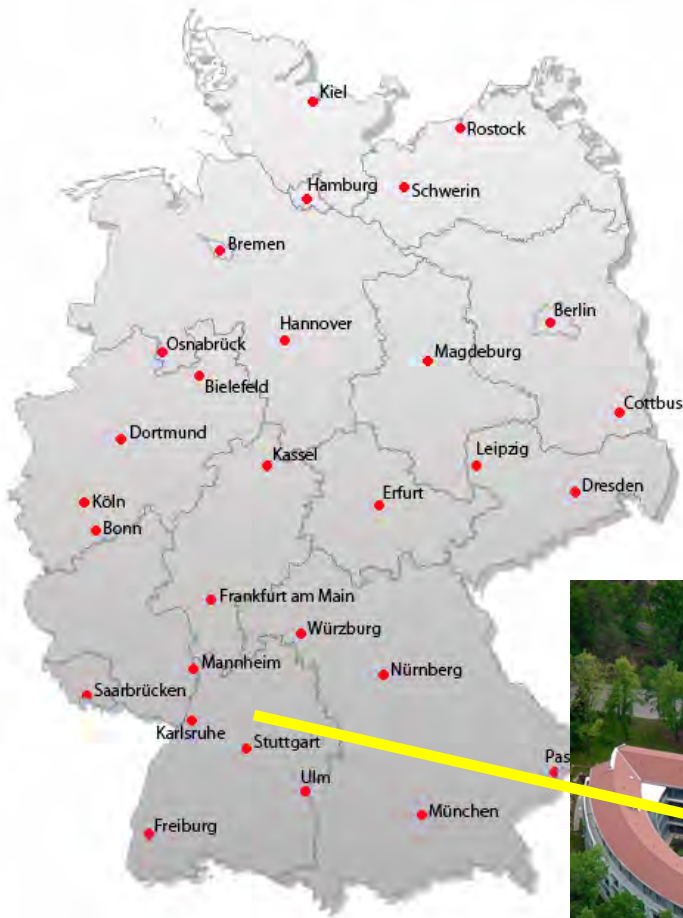 Kiel
Rostock
Hamburg
Schwerin
Bremen
Berlin
Hannover
Osnabrück
Magdeburg
Bielefeld
Cottbus
Dortmund
Kassel
Leipzig
Dresden
Köln
Erfurt
Bonn
Frankfurt am Main
Würzburg
Mannheim
Nürnberg
Saarbrücken
Karlsruhe
Stuttgart
Pas
Ulm
München
Freiburg